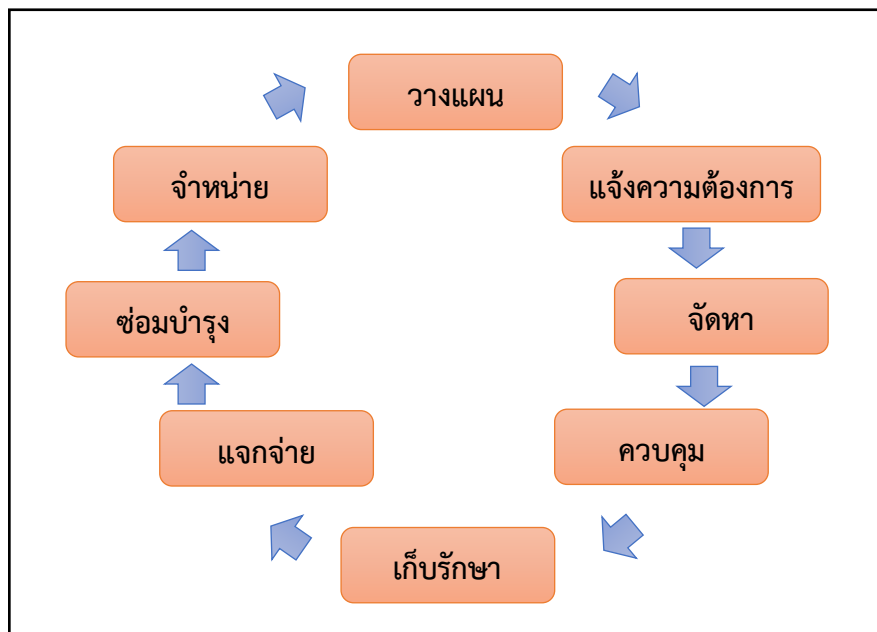 วางแผน
แจ้งความต้องการ
จัดหา
ควบคุม
เก็บรักษา
แจกจ่าย
ซ่อมบำรุง
จำหน่าย